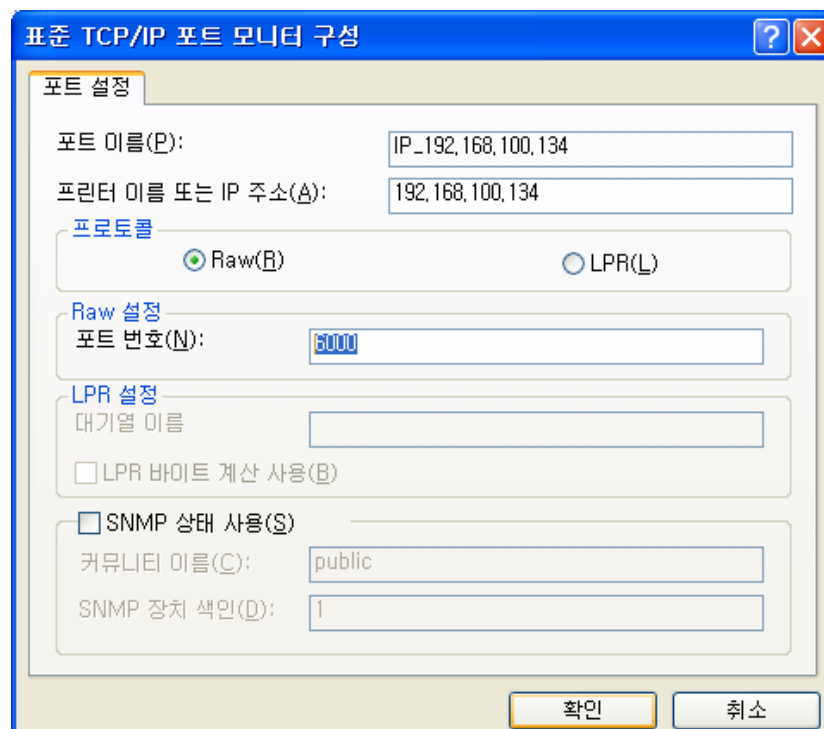 표준 TCP/IP 포트 모니터 구성
포트 설정
포트 이름(P): IP_192.168.100.134
프린터 이름 또는 IP 주소(A): 192.168.100.134
프로토콜
Raw(R) LPR(L)
Raw 설정
포트 번호(N): 6000
LPR 설정
대기열 이름
LPR 바이트 계산 사용(B)
SNMP 상태 사용(S)
커뮤니티 이름(C): public
SNMP 장치 색인(D): 1
확인 취소